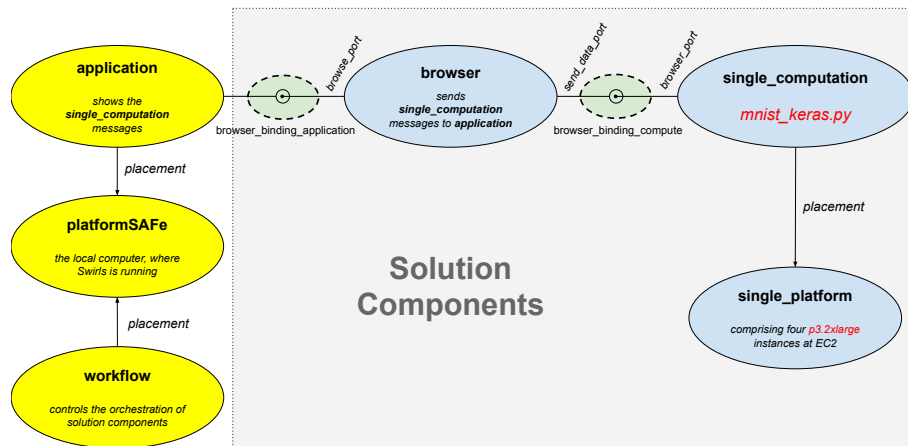 application
shows the
single_computation
messages
browser_binding_application
browse_port
browser
sends
single_computation
messages to application
send_data_port
browser_binding_compute
browser_port
single_computation
mnist_keras.py
placement
placement
platformSAFe
the local computer, where
Swirls is running
placement
workflow
controls the orchestration of
solution components
Solution
Components
single_platform
comprising four p3.2xlarge
instances at EC2